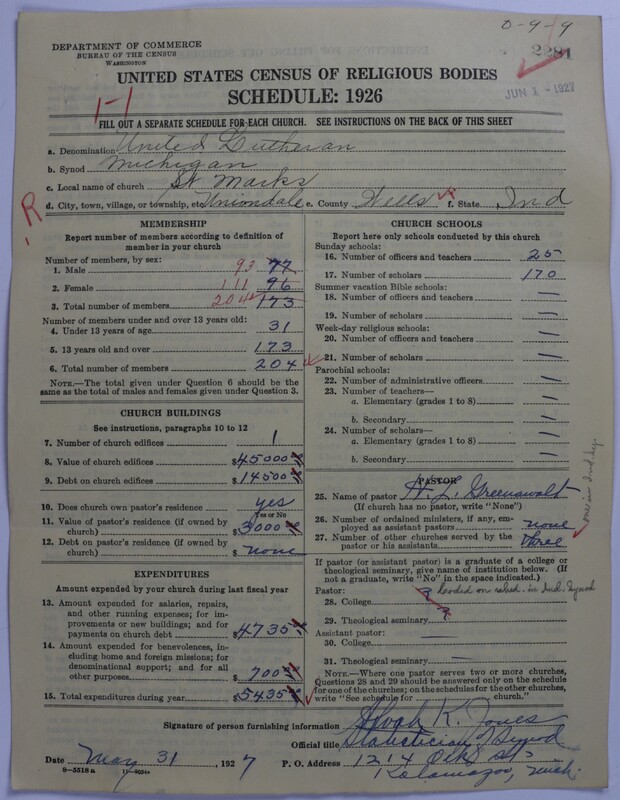 0-9-9
DEPARTMENT OF COMMERCE
BUREAU OF THE CENSUS
WASHINGTON
2281
JUN 1 - 1927
UNITED STATES CENSUS OF RELIGIOUS BODIES
SCHEDULE: 1926
1-1
FILL OUT A SEPARATE SCHEDULE FOR EACH CHURCH. SEE INSTRUCTIONS ON THE BACK OF THIS SHEET
a. Denomination United Lutheran
b. Synod Michigan
c. Local name of church St. Marks
d. City, town, village, or township, etc Uniondale e. County Wells f. State Ind
R
MEMBERSHIP
Report number of members according to definition of member in your church
Number of members, by sex:
1. Male 93 77
2. Female 111 96
3. Total number of members 204 173
Number of members under and over 13 years old:
4. Under 13 years of age 31
5. 13 years old and over 173
6. Total number of members 204
NOTE.—The total given under Question 6 should be the same as the total of males and females given under Question 3.
CHURCH BUILDINGS
See instructions, paragraphs 10 to 12
7. Number of church edifices 1
8. Value of church edifices $45000
9. Debt on church edifices $14500
10. Does church own pastor's residence yes
Yes or No
11. Value of pastor's residence (if owned by church) $3000
12. Debt on pastor's residence (if owned by church) $ none
EXPENDITURES
Amount expended by your church during last fiscal year
13. Amount expended for salaries, repairs, and other running expenses; for improvements or new buildings; and for payments on church debt $4735
14. Amount expended for benevolences, including home and foreign missions; for denominational support; and for all other purposes $700
15. Total expenditures during year $5435
CHURCH SCHOOLS
Report here only schools conducted by this church
Sunday schools:
16. Number of officers and teachers 25
17. Number of scholars 170
Summer vacation Bible schools:
18. Number of officers and teachers —
19. Number of scholars —
Week-day religious schools:
20. Number of officers and teachers —
21. Number of scholars —
Parochial schools:
22. Number of administrative officers —
23. Number of teachers—
a. Elementary (grades 1 to 8) —
b. Secondary —
24. Number of scholars—
a. Elementary (grades 1 to 8) —
b. Secondary —
PASTOR
25. Name of pastor H. L. Greenawalt
(If church has no pastor, write "None")
26. Number of ordained ministers, if any, employed as assistant pastors none
27. Number of other churches served by the pastor or his assistants three
If pastor (or assistant pastor) is a graduate of a college or theological seminary, give name of institution below. (If not a graduate, write "No" in the space indicated.)
Pastor:
28. College ? in Ind. Synod
29. Theological seminary ?
Assistant pastor:
30. College —
31. Theological seminary —
NOTE.—Where one pastor serves two or more churches, Questions 28 and 29 should be answered only on the schedule for one of the churches; on the schedules for the other churches, write "See schedule for church."
Signature of person furnishing information K. Jones
Official title Statistician of Synod
Date May 31, 1927 P. O. Address 1214 St.
Kalamazoo, Mich.
8-5518a